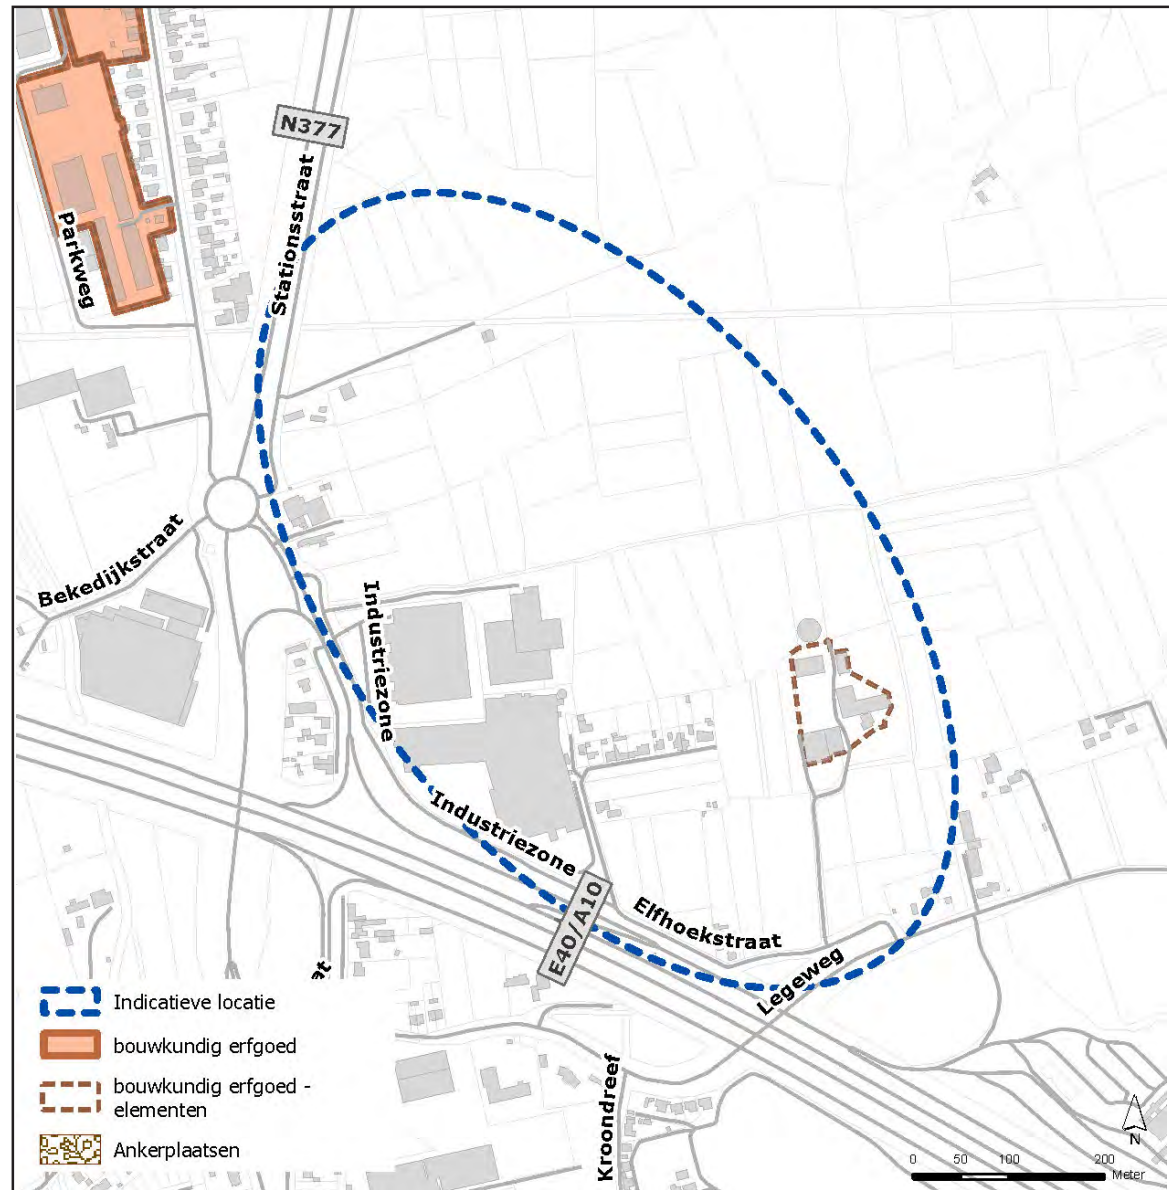 N377
Stationsstraat
Parkweg
Bekedijkstraat
Industriezone
Industriezone
E40/A10
Elfhoekstraat
Legeweg
Kroondreef
Indicatieve locatie
bouwkundig erfgoed
bouwkundig erfgoed -
elementen
Ankerplaatsen
N
0 50 100 200
Meter